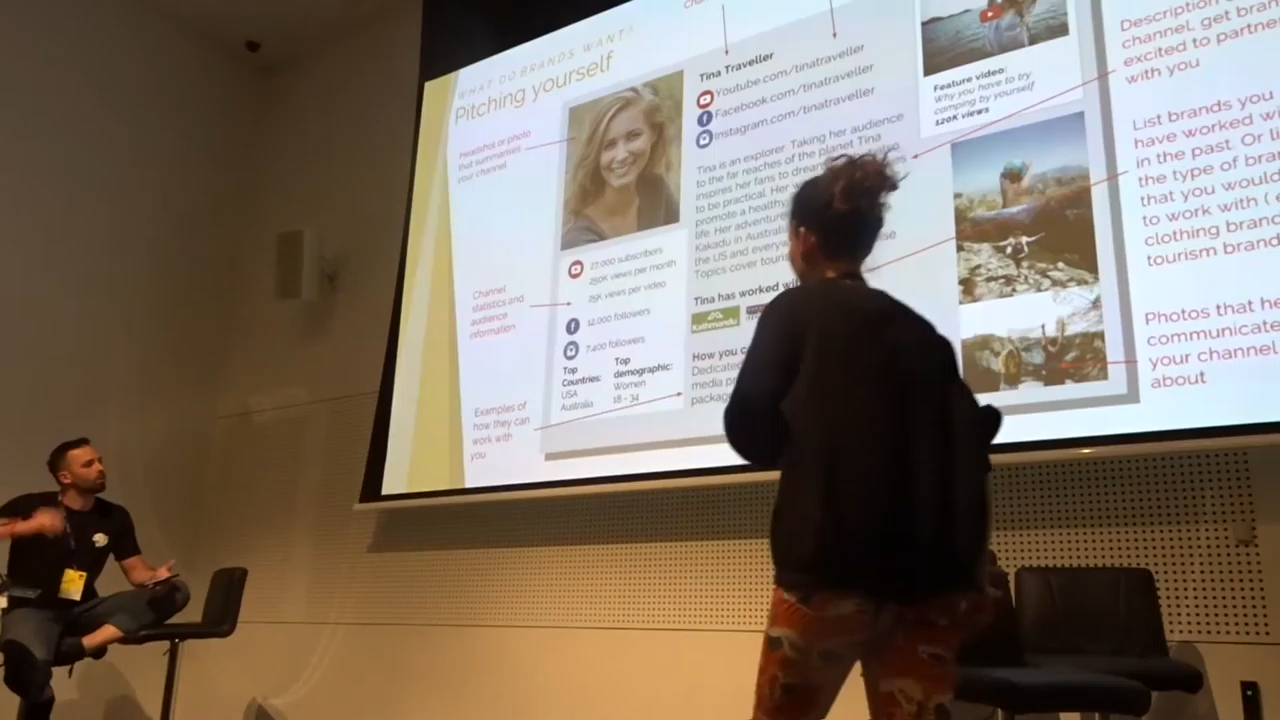 WHAT DO BRANDS WANT?
Pitching yourself
Headshot or photo
that summarises
your channel
Channel
statistics and
audience
information
Examples of
how they can
work with
you
27,000 subscribers
250K views per month
25K views per video
12,000 followers
7,400 followers
Top
Countries:
USA
Australia
Top
demographic:
Women
18 - 34
Tina Traveller
Youtube.com/tinatraveller
Facebook.com/tinatraveller
Instagram.com/tinatraveller
Tina is an explorer. Taking her audience
to the far reaches of the planet Tina
inspires her fans to dream
to be practical. Her
promote a healthy
life. Her adventure
Kakadu in Australi
the US and everyw
Topics cover touris
Tina has worked wi
Kathmandu
How you c
Dedicated
media pr
packag
Feature video:
Why you have to try
camping by yourself
120K views
Description
channel, get bran
excited to partner
with you
List brands you
have worked wi
in the past. Or li
the type of bran
that you would
to work with (
clothing brand
tourism brand
Photos that he
communicate
your channel
about